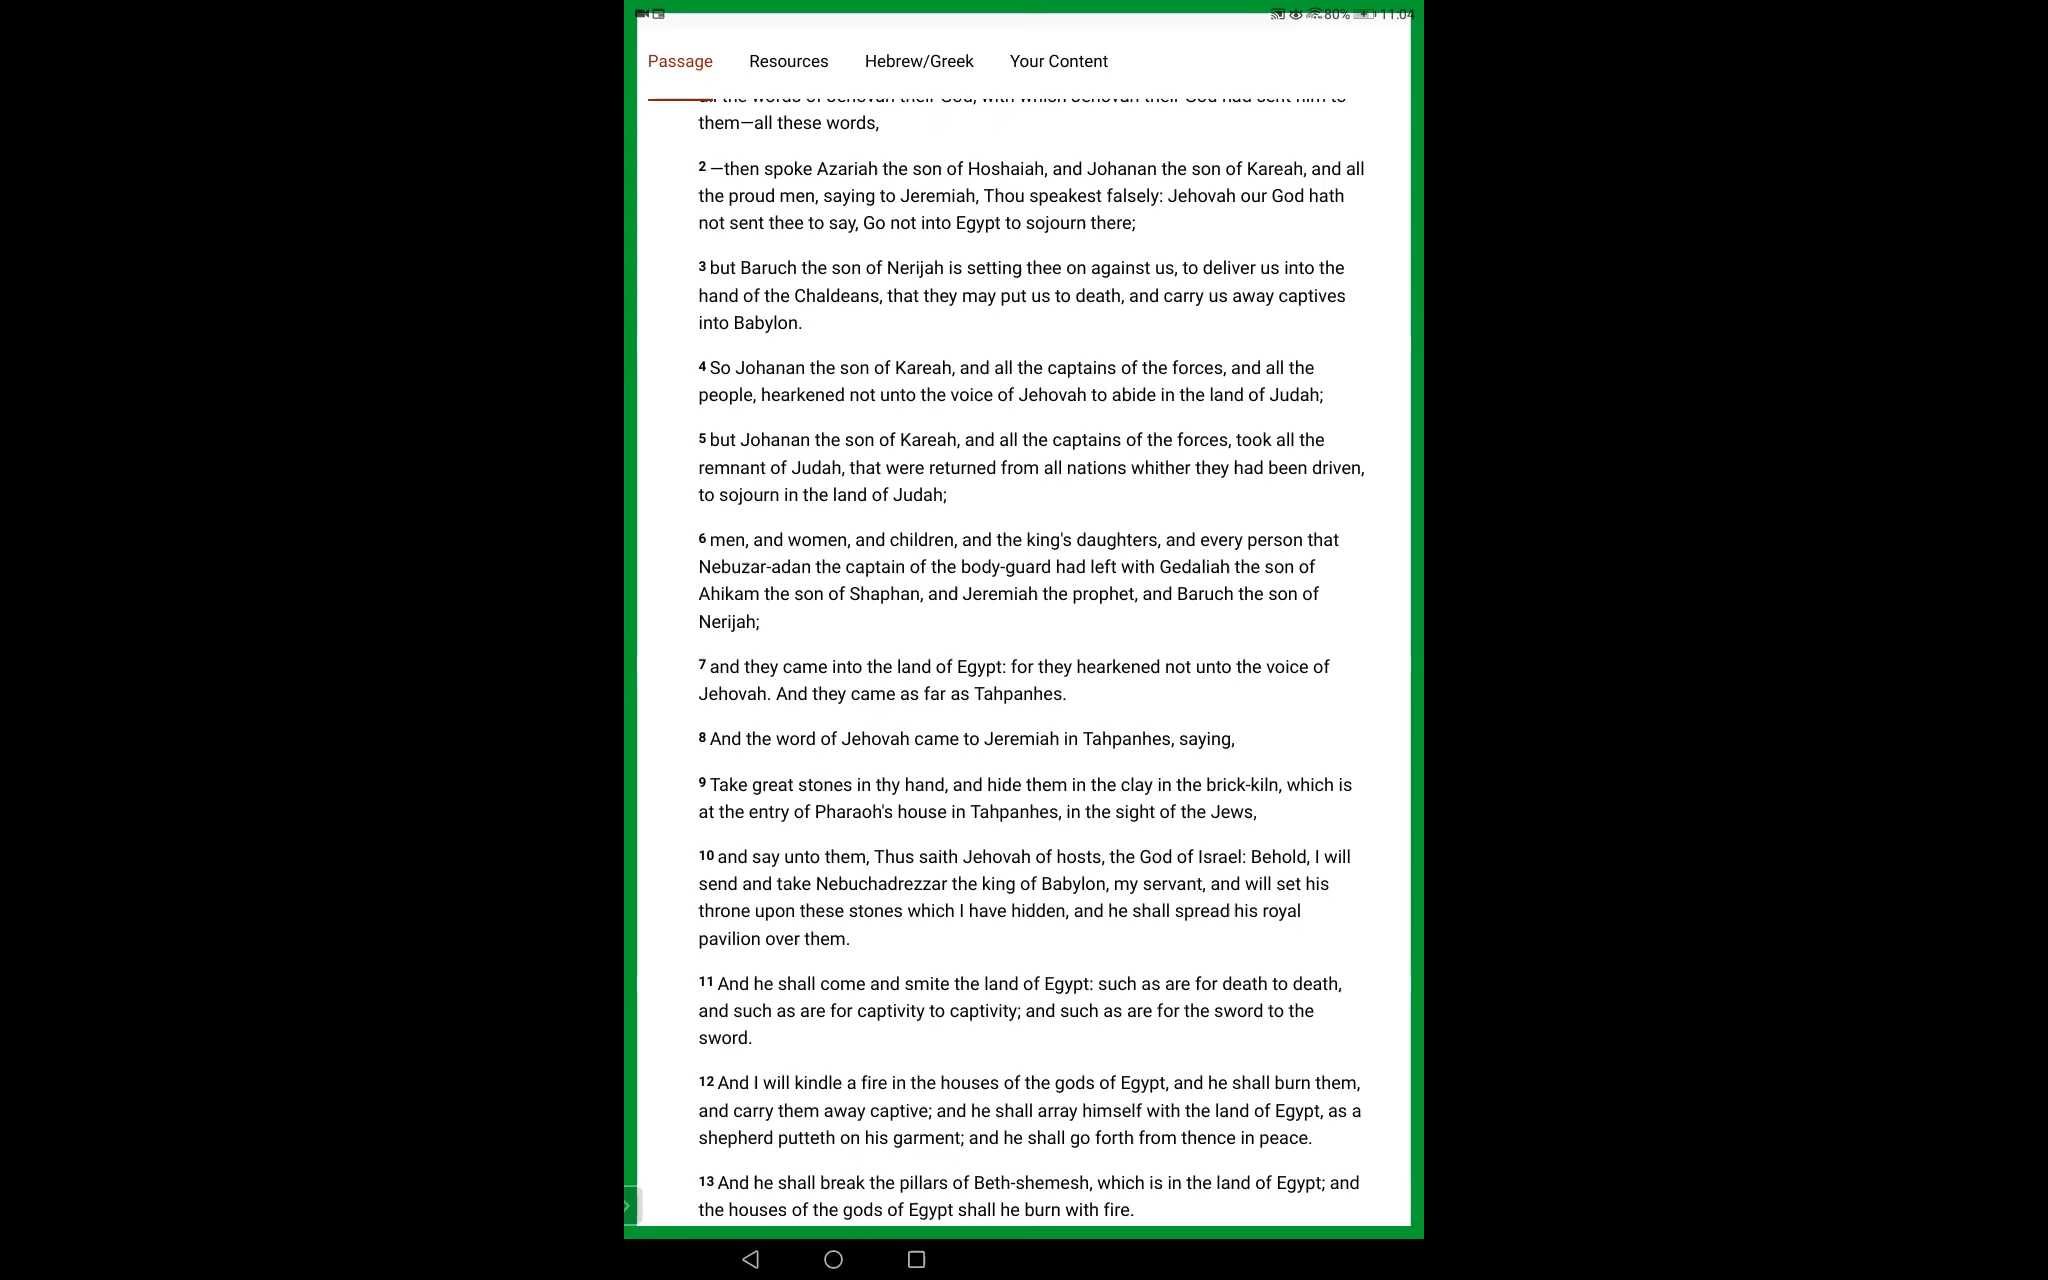 80% 11:04
Passage Resources Hebrew/Greek Your Content
all the words of Jehovah their God, with which Jehovah their God had sent him to
them—all these words,
2 —then spoke Azariah the son of Hoshaiah, and Johanan the son of Kareah, and all
the proud men, saying to Jeremiah, Thou speakest falsely: Jehovah our God hath
not sent thee to say, Go not into Egypt to sojourn there;
3 but Baruch the son of Nerijah is setting thee on against us, to deliver us into the
hand of the Chaldeans, that they may put us to death, and carry us away captives
into Babylon.
4 So Johanan the son of Kareah, and all the captains of the forces, and all the
people, hearkened not unto the voice of Jehovah to abide in the land of Judah;
5 but Johanan the son of Kareah, and all the captains of the forces, took all the
remnant of Judah, that were returned from all nations whither they had been driven,
to sojourn in the land of Judah;
6 men, and women, and children, and the king's daughters, and every person that
Nebuzar-adan the captain of the body-guard had left with Gedaliah the son of
Ahikam the son of Shaphan, and Jeremiah the prophet, and Baruch the son of
Nerijah;
7 and they came into the land of Egypt: for they hearkened not unto the voice of
Jehovah. And they came as far as Tahpanhes.
8 And the word of Jehovah came to Jeremiah in Tahpanhes, saying,
9 Take great stones in thy hand, and hide them in the clay in the brick-kiln, which is
at the entry of Pharaoh's house in Tahpanhes, in the sight of the Jews,
10 and say unto them, Thus saith Jehovah of hosts, the God of Israel: Behold, I will
send and take Nebuchadrezzar the king of Babylon, my servant, and will set his
throne upon these stones which I have hidden, and he shall spread his royal
pavilion over them.
11 And he shall come and smite the land of Egypt: such as are for death to death,
and such as are for captivity to captivity; and such as are for the sword to the
sword.
12 And I will kindle a fire in the houses of the gods of Egypt, and he shall burn them,
and carry them away captive; and he shall array himself with the land of Egypt, as a
shepherd putteth on his garment; and he shall go forth from thence in peace.
13 And he shall break the pillars of Beth-shemesh, which is in the land of Egypt; and
the houses of the gods of Egypt shall he burn with fire.